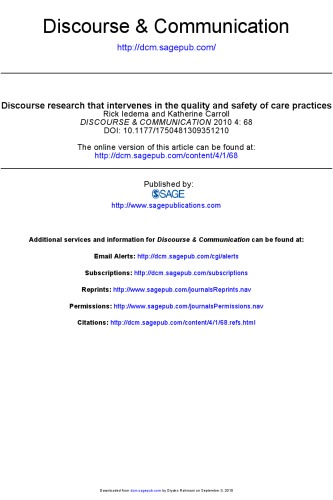 Discourse & Communication
http://dcm.sagepub.com/
Discourse research that intervenes in the quality and safety of care practices
Rick Iedema and Katherine Carroll
DISCOURSE & COMMUNICATION 2010 4: 68
DOI: 10.1177/1750481309351210
The online version of this article can be found at:
http://dcm.sagepub.com/content/4/1/68
Published by:
SAGE
http://www.sagepublications.com
Additional services and information for Discourse & Communication can be found at:
Email Alerts: http://dcm.sagepub.com/cgi/alerts
Subscriptions: http://dcm.sagepub.com/subscriptions
Reprints: http://www.sagepub.com/journalsReprints.nav
Permissions: http://www.sagepub.com/journalsPermissions.nav
Citations: http://dcm.sagepub.com/content/4/1/68.refs.html
Downloaded from dcm.sagepub.com by on September 5, 2010